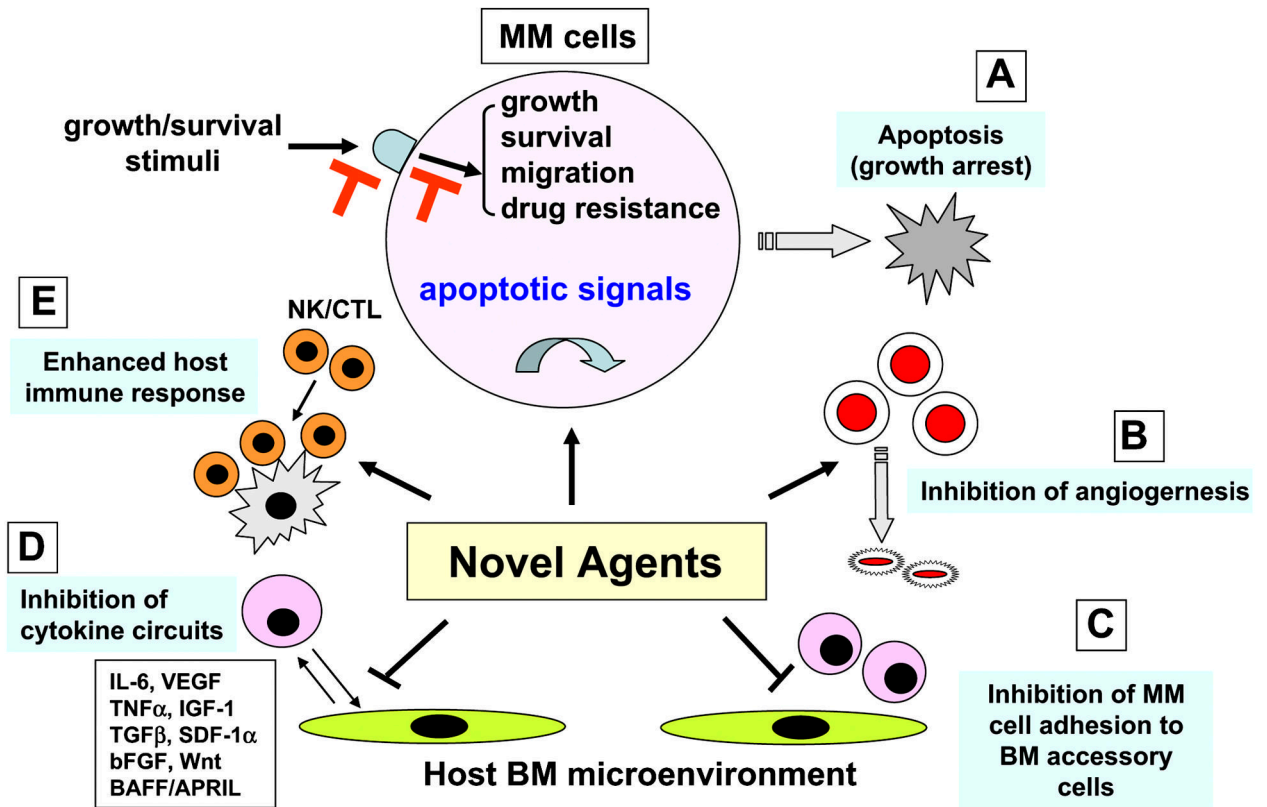 MM cells
growth/survival
stimuli
growth
survival
migration
drug resistance
apoptotic signals
A
Apoptosis
(growth arrest)
E
NK/CTL
Enhanced host
immune response
B
Inhibition of angiogernesis
Novel Agents
D
Inhibition of
cytokine circuits
IL-6, VEGF
TNFα, IGF-1
TGFβ, SDF-1α
bFGF, Wnt
BAFF/APRIL
C
Inhibition of MM
cell adhesion to
BM accessory
cells
Host BM microenvironment